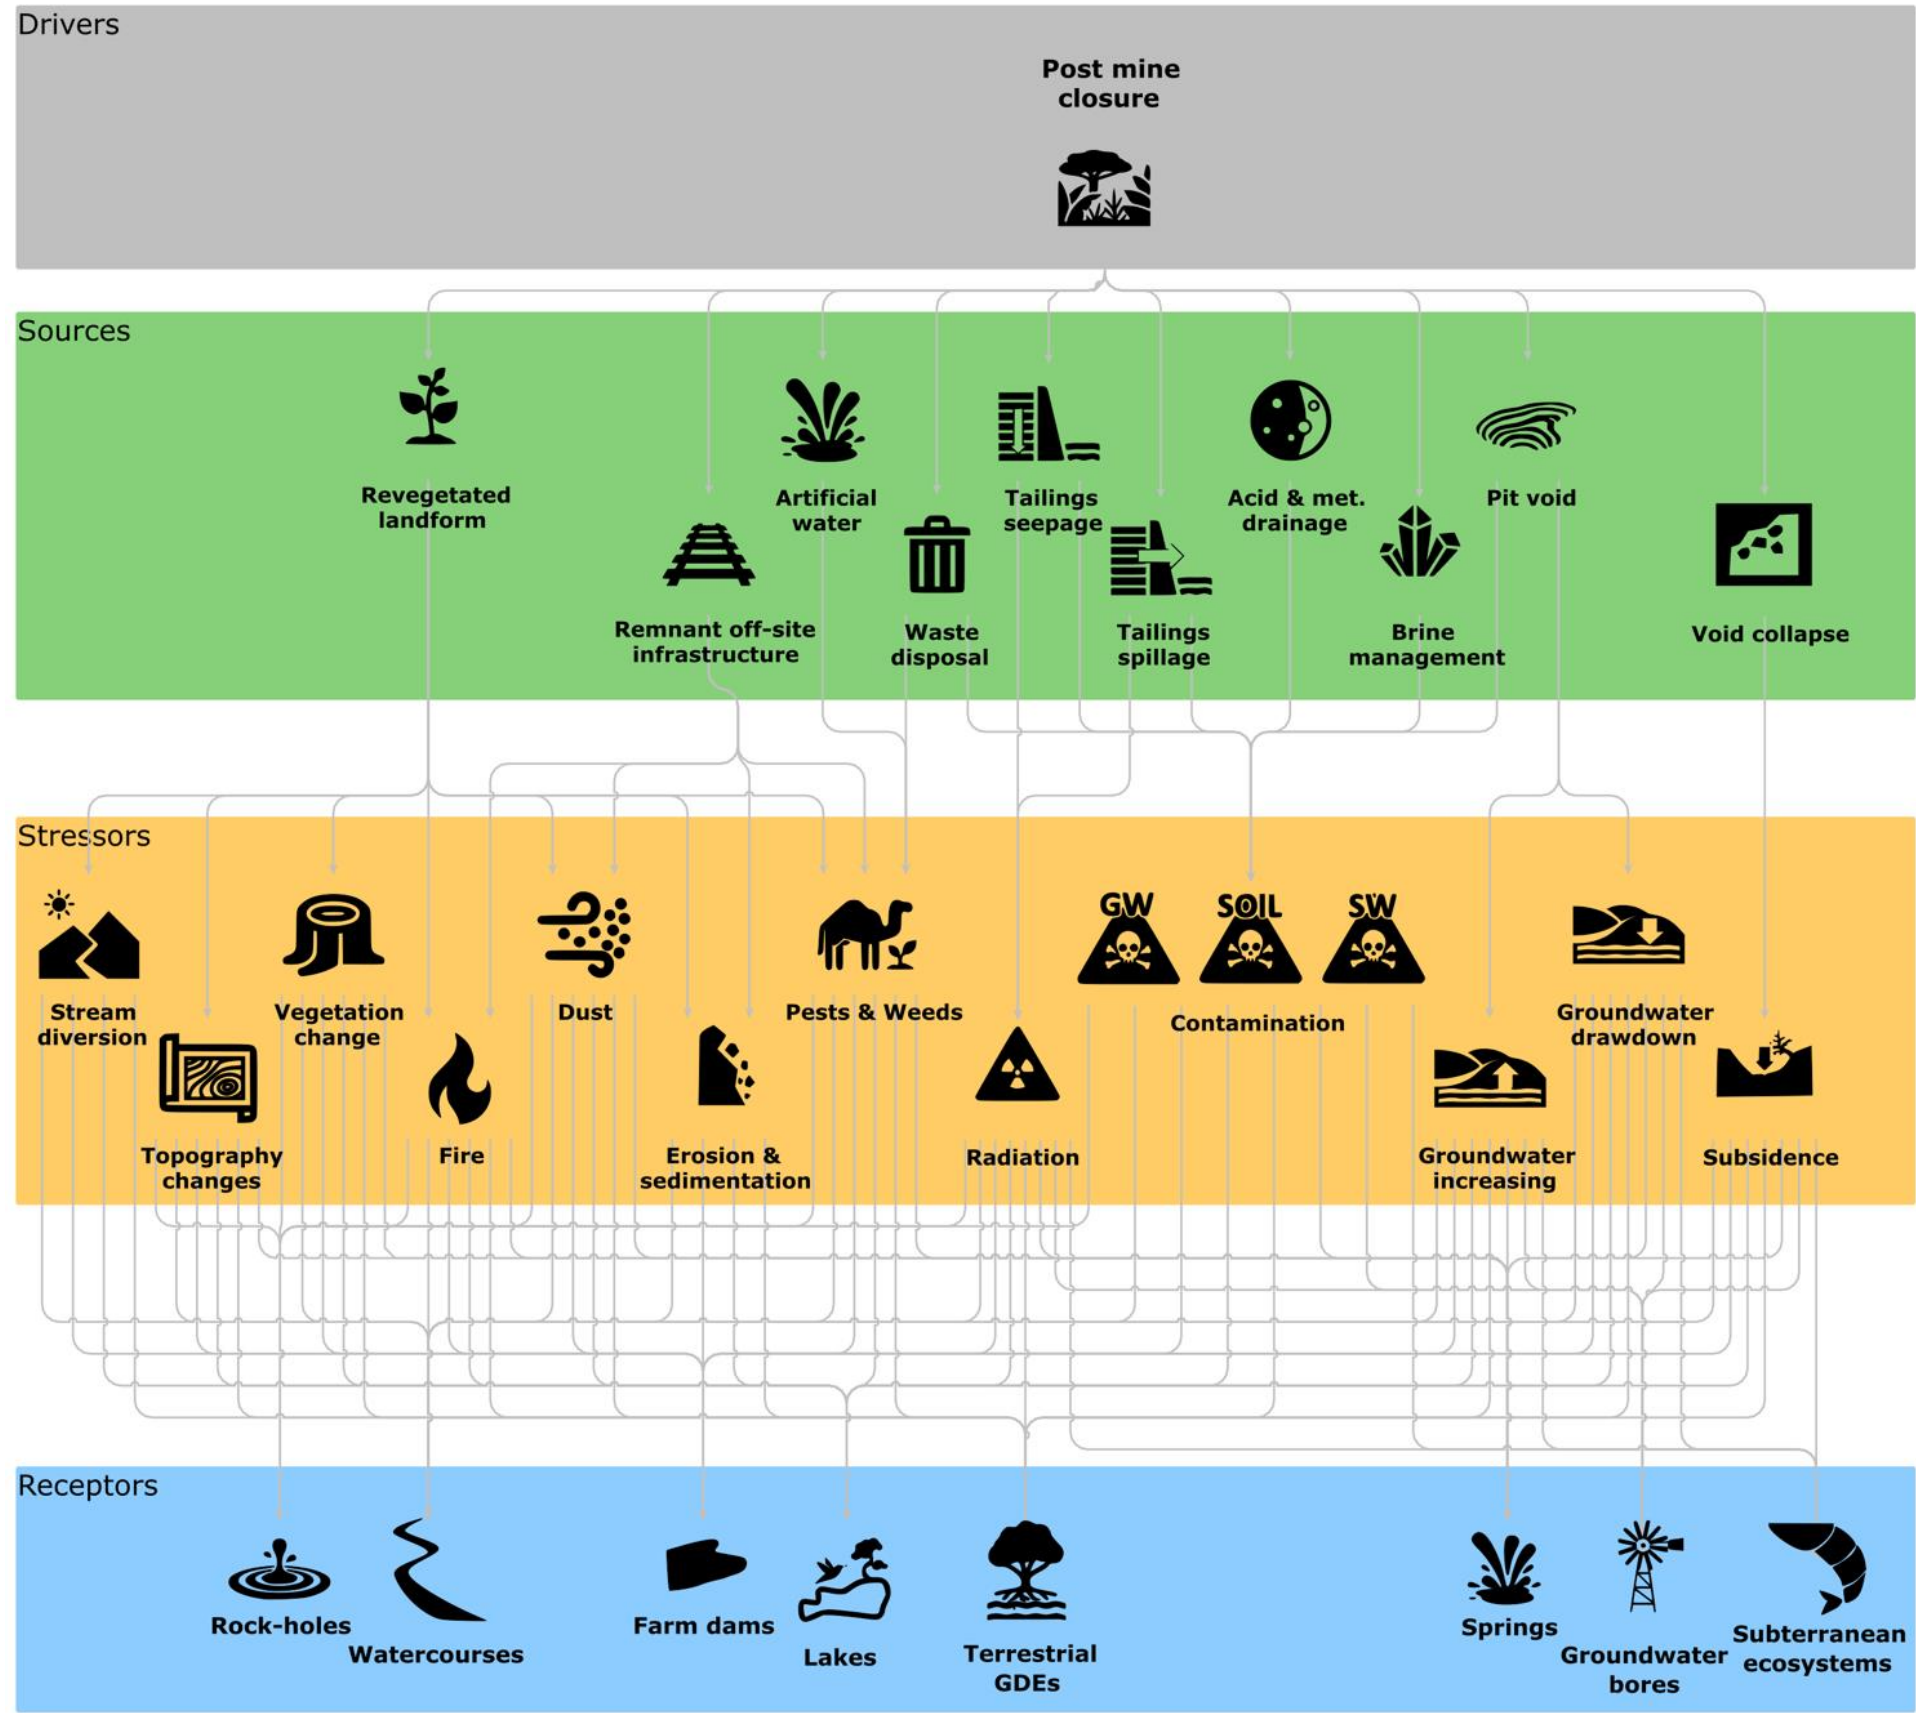 Drivers
Post mine
closure
Sources
Revegetated
landform
Artificial
water
Tailings
seepage
Acid & met.
drainage
Pit void
Remnant off-site
infrastructure
Waste
disposal
Tailings
spillage
Brine
management
Void collapse
Stressors
GW
SOIL
SW
Stream
diversion
Vegetation
change
Dust
Pests & Weeds
Contamination
Groundwater
drawdown
Topography
changes
Fire
Erosion &
sedimentation
Radiation
Groundwater
increasing
Subsidence
Receptors
Rock-holes
Watercourses
Farm dams
Lakes
Terrestrial
GDEs
Springs
Groundwater
bores
Subterranean
ecosystems